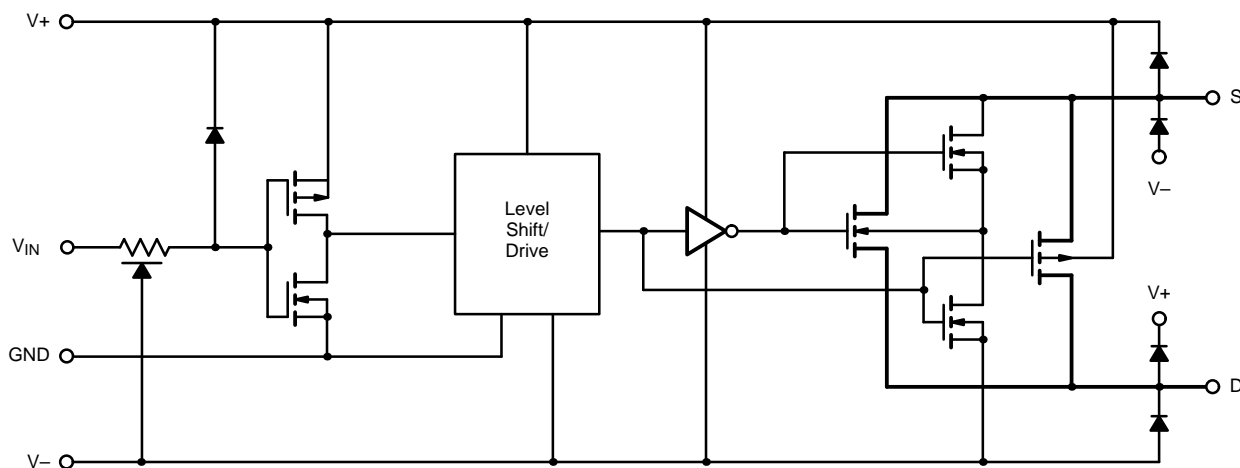 V+
S
V–
Level
Shift/
Drive
VIN
V+
GND
D
V–